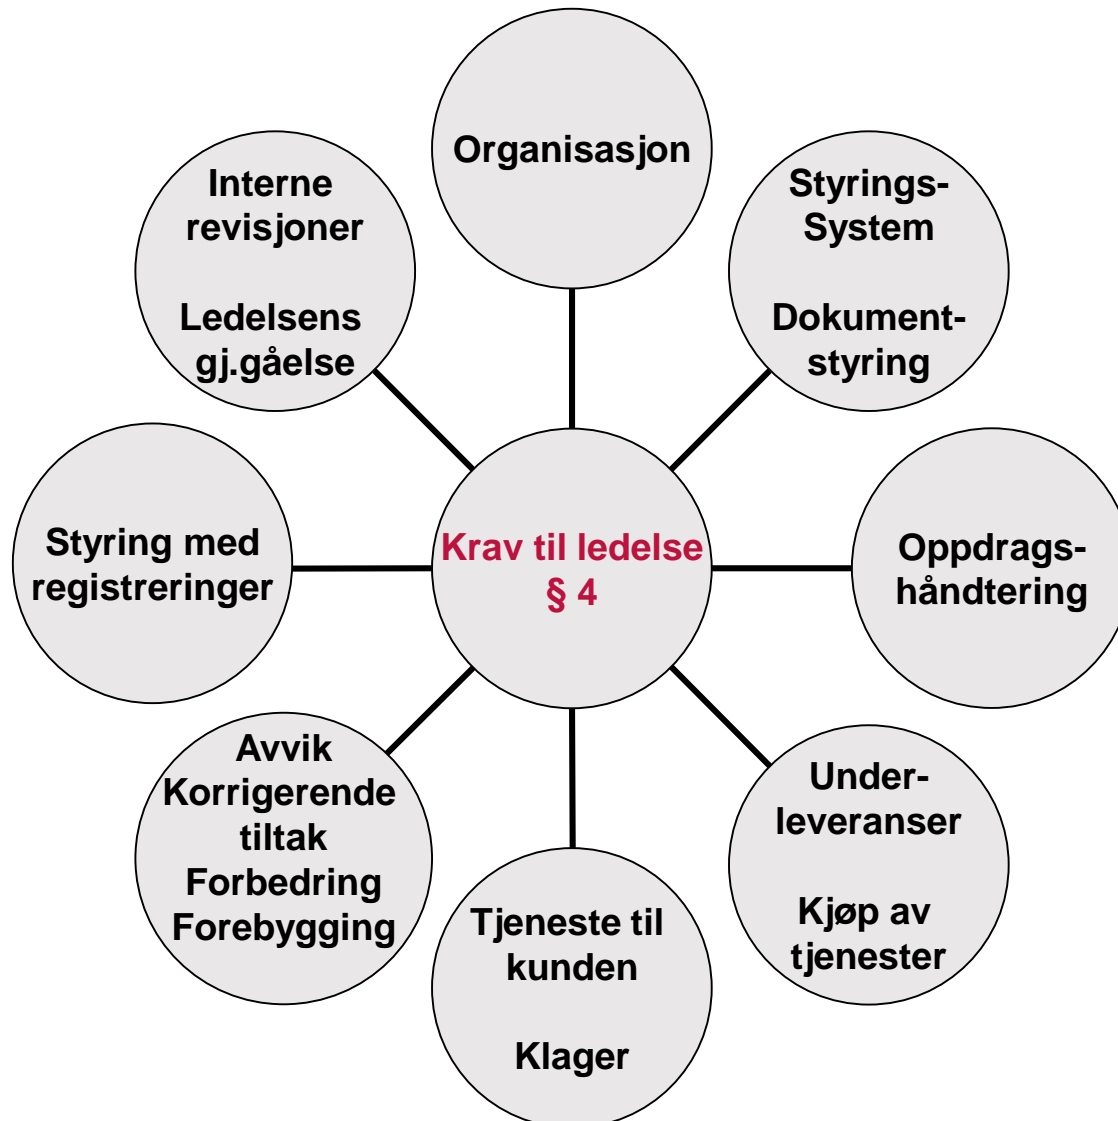 Organisasjon
Styrings-
System
Dokument-
styring
Oppdrags-
håndtering
Under-
leveranser
Kjøp av
tjenester
Tjeneste til
kunden
Klager
Avvik
Korrigerende
tiltak
Forbedring
Forebygging
Styring med
registreringer
Interne
revisjoner
Ledelsens
gj.gåelse
Krav til ledelse
§ 4